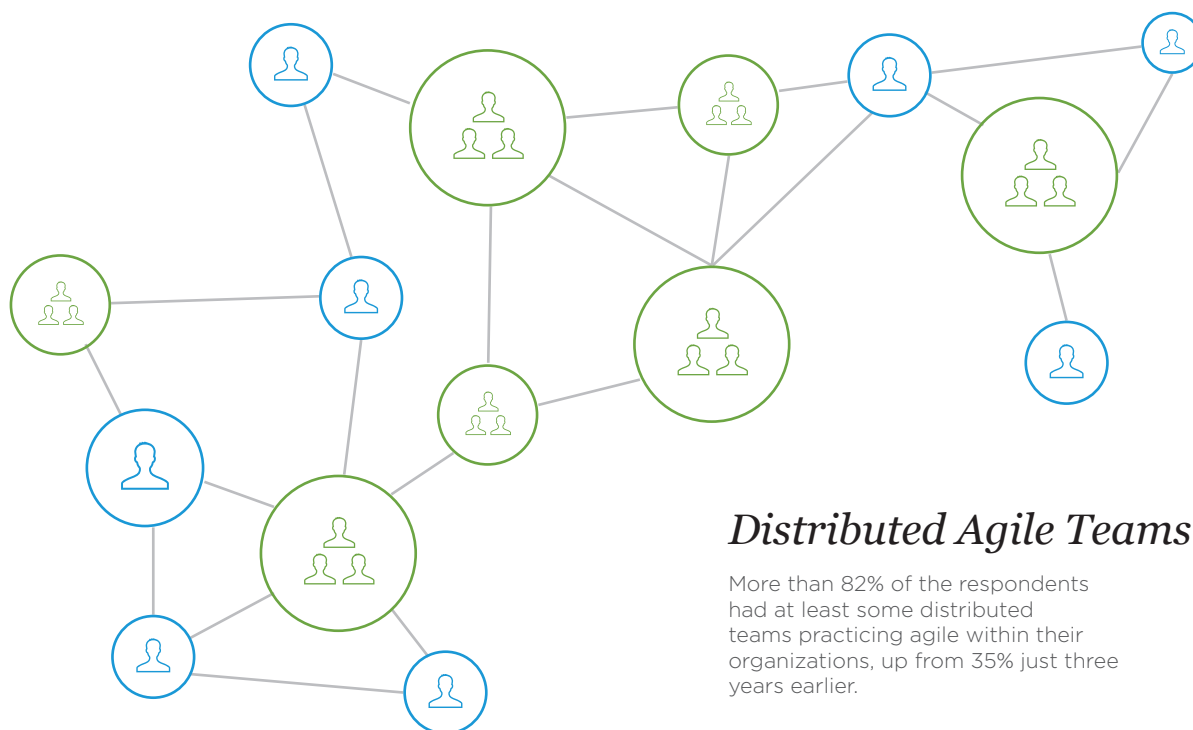 Distributed Agile Teams
More than 82% of the respondents
had at least some distributed
teams practicing agile within their
organizations, up from 35% just three
years earlier.